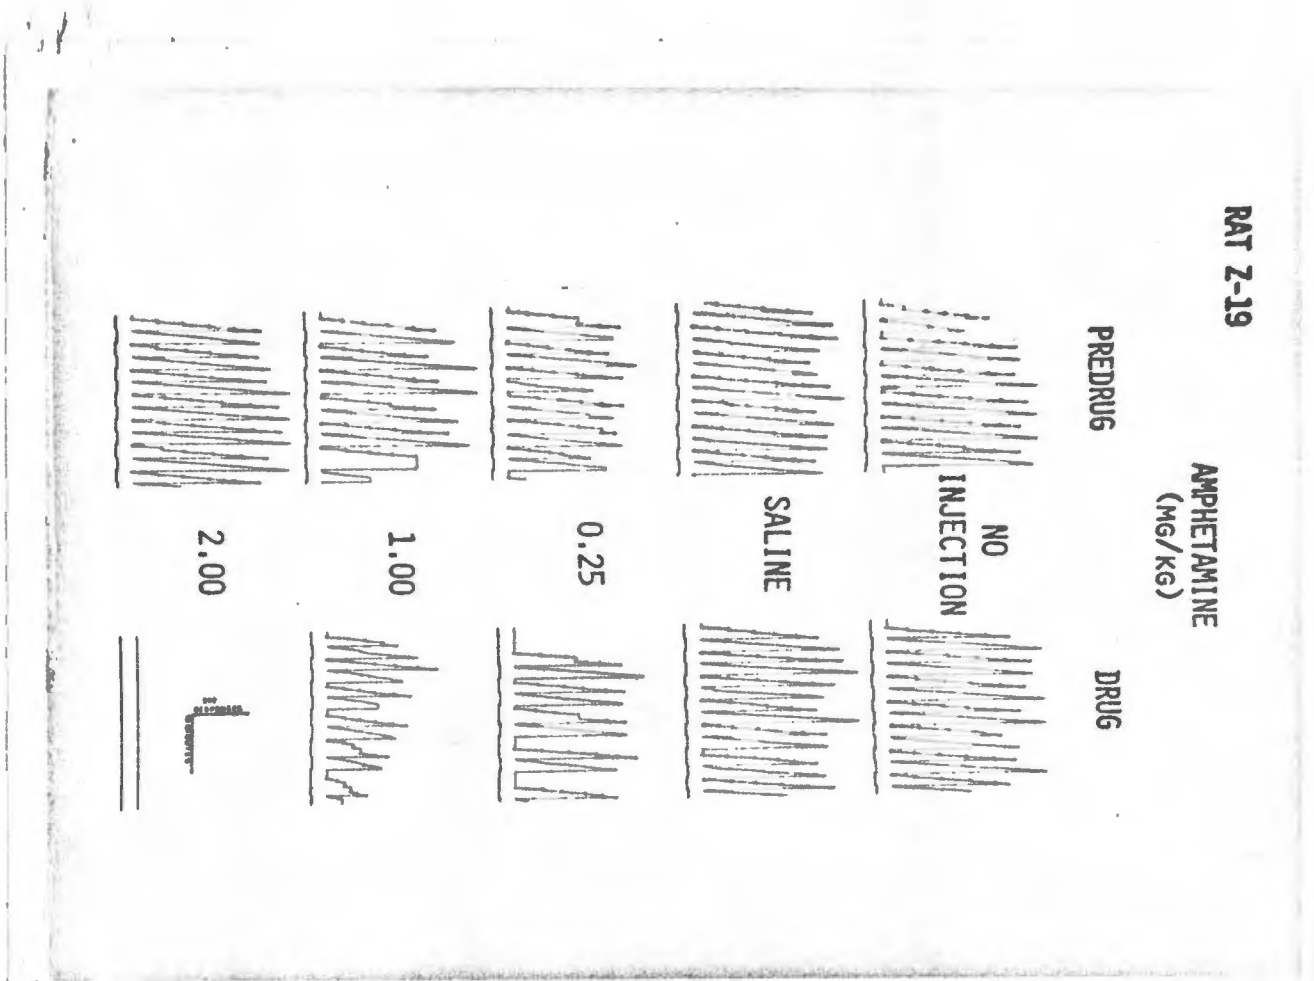 RAT Z-19
AMPHETAMINE
(MG/KG)
PREDRUG
DRUG
NO
INJECTION
SALINE
0.25
1.00
2.00